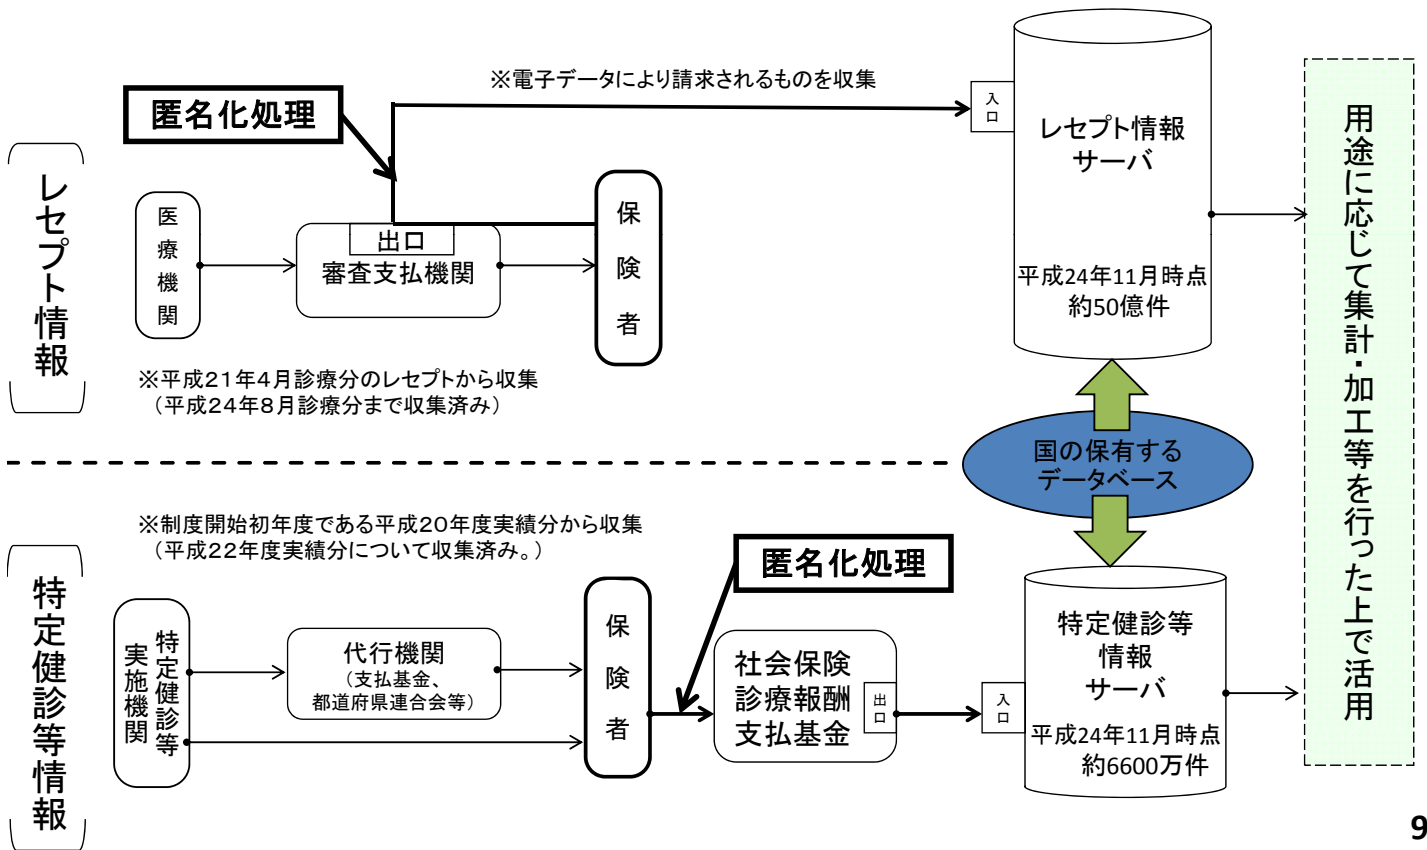 レセプト情報
※電子データにより請求されるものを収集
匿名化処理
医療機関
出口
審査支払機関
保険者
※平成21年4月診療分のレセプトから収集
（平成24年8月診療分まで収集済み）
入口
レセプト情報
サーバ
平成24年11月時点
約50億件
国の保有する
データベース
用途に応じて集計・加工等を行った上で活用
特定健診等情報
※制度開始初年度である平成20年度実績分から収集
（平成22年度実績分について収集済み。）
特定健診等
実施機関
代行機関
（支払基金、
都道府県連合会等）
保険者
匿名化処理
社会保険
診療報酬
支払基金
出口
入口
特定健診等
情報
サーバ
平成24年11月時点
約6600万件
9